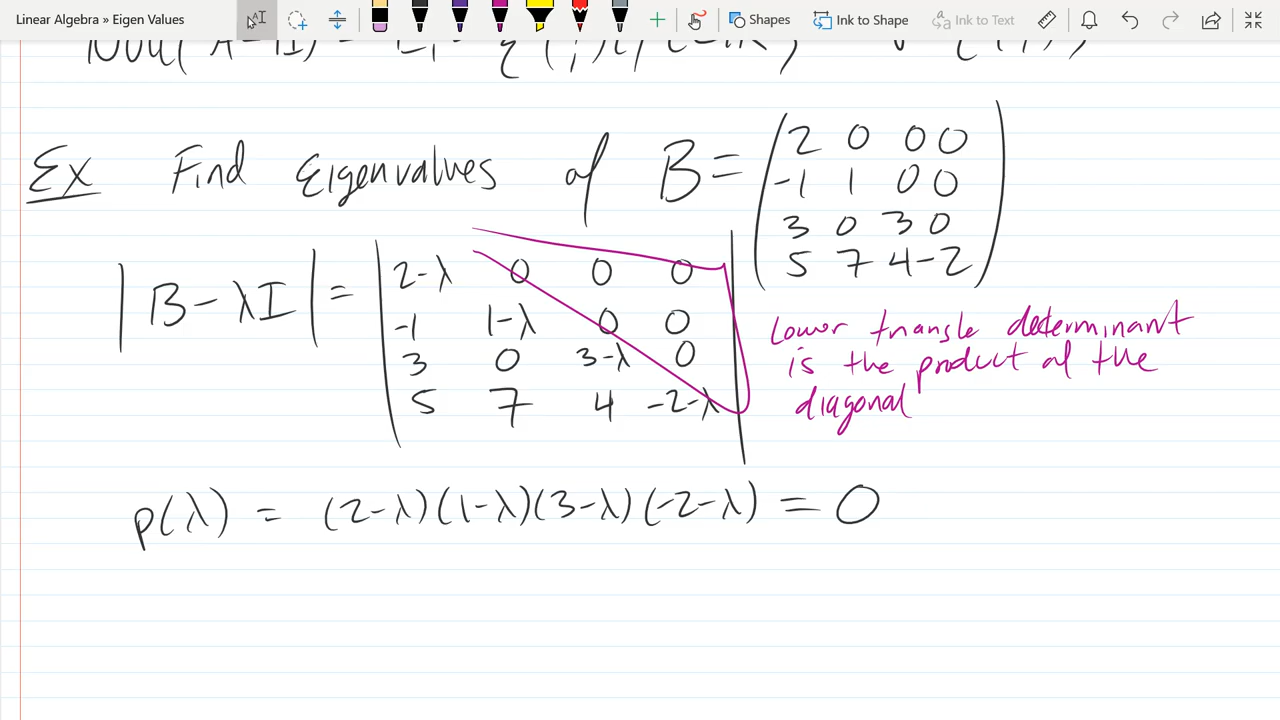 Linear Algebra » Eigen Values
Shapes
Ink to Shape
Ink to Text
Null(A-1I) = E₁ =
Ex Find Eigenvalues of B = (2 0 0 0
-1 1 0 0
3 0 3 0
5 7 4 -2)
|B-λI| = |2-λ 0 0 0
-1 1-λ 0 0
3 0 3-λ 0
5 7 4 -2-λ|
Lower triangle determinant
is the product of the
diagonal
p(λ) = (2-λ)(1-λ)(3-λ)(-2-λ) = 0